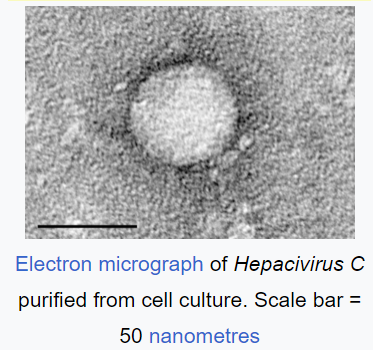 Electron micrograph of Hepacivirus C
purified from cell culture. Scale bar =
50 nanometres